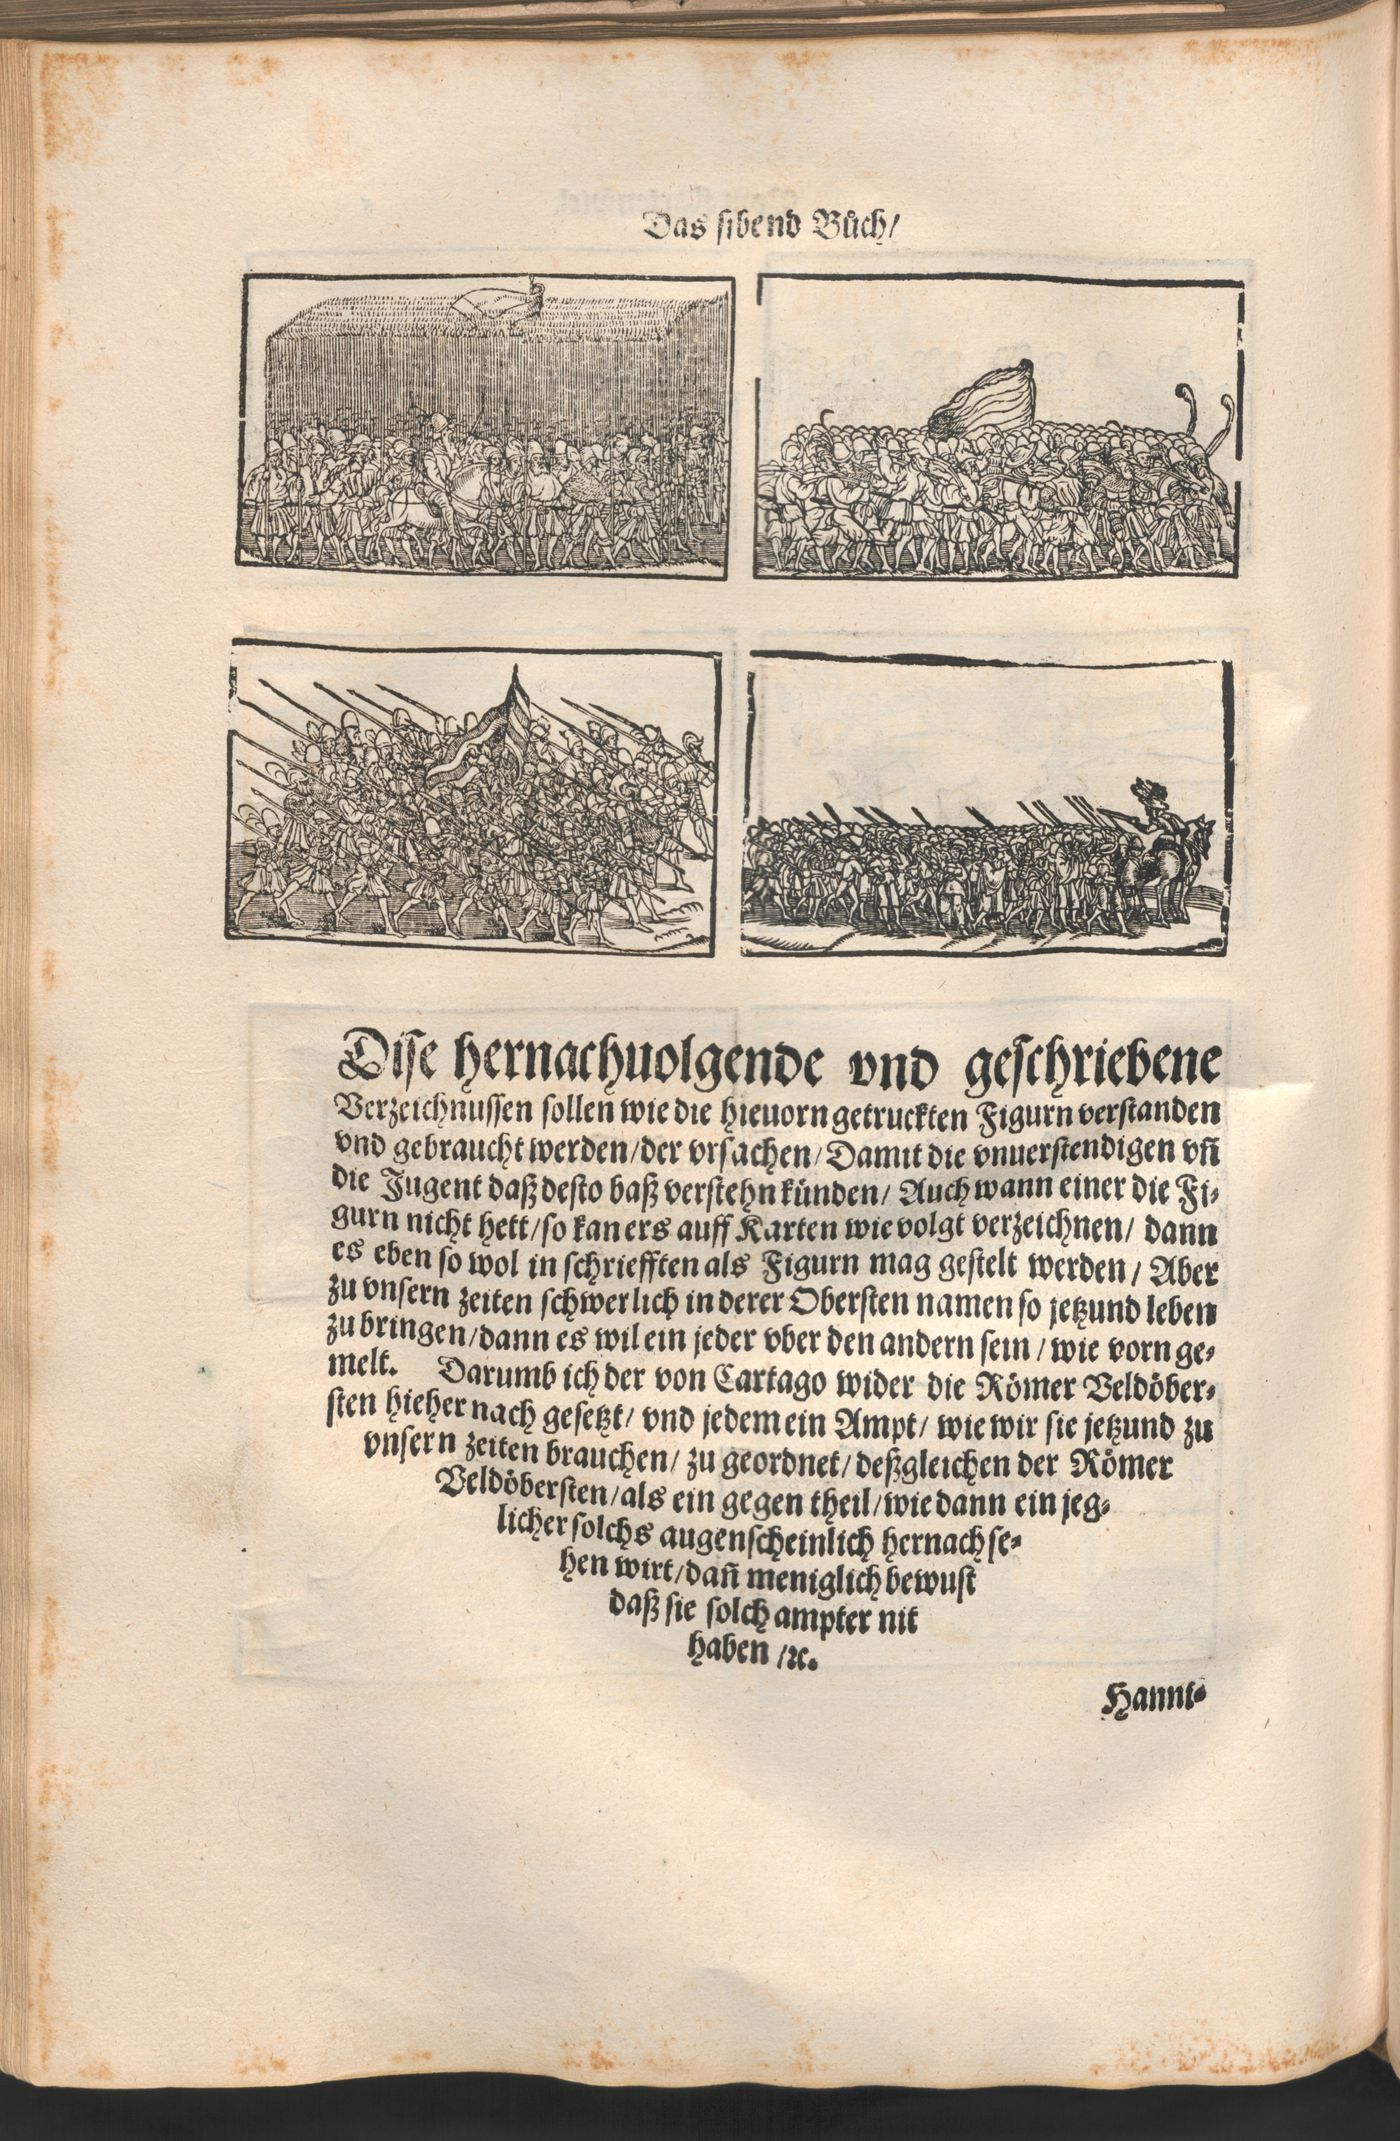 Das sibend Bůch/
Dise hernachuolgende vnd geschriebene
Verzeichnussen sollen wie die hieuorn getruckten Figurn verstanden
vnd gebraucht werden/der vrsachen/Damit die vnuerstendigen vñ
die Jugent daß desto baß verstehn künden/ Auch wann einer die Fi-
gurn nicht hett/so kan ers auff Karten wie volgt verzeichnen/ dann
es eben so wol in schriefften als Figurn mag gestelt werden/ Aber
zu vnsern zeiten schwerlich in derer Obersten namen so jetzund leben
zu bringen/dann es wil ein jeder vber den andern sein/wie vorn ge-
melt. Darumb ich der von Cartago wider die Römer Veldöber-
sten hieher nach gesetzt/ vnd jedem ein Ampt/ wie wir sie jetzund zu
vnsern zeiten brauchen/ zu geordnet/deßgleichen der Römer
Veldöbersten/als ein gegen theil/wie dann ein jeg-
licher solchs augenscheinlich hernach se-
hen wirt/dañ meniglich bewust
daß sie solch ampter nit
haben /ꝛc.
Hanni-